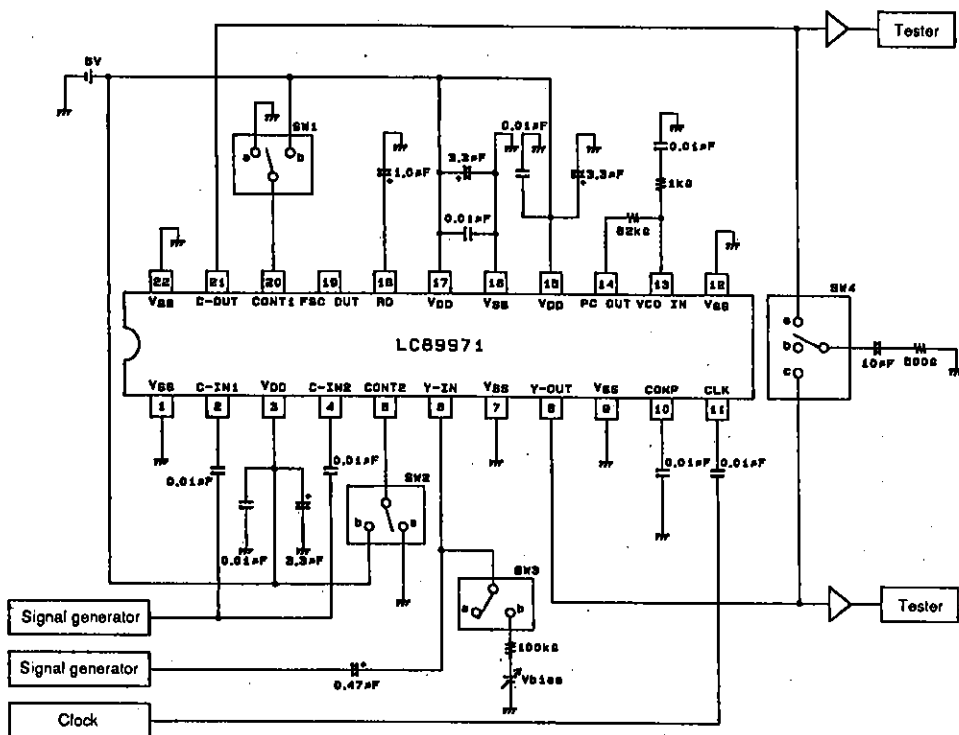 Tester
5V
SW1
a
b
0.01µF
3.3µF
1.0µF
3.3µF
0.01µF
1kΩ
0.01µF
82kΩ
22 21 20 19 18 17 16 15 14 13 12
VSS C-OUT CONT1 FSC OUT RD VDD VSS VDD PC OUT VCO IN VSS
SW4
a
b
c
10µF
LC89971
VSS C-IN1 VDD C-IN2 CONT2 Y-IN VSS Y-OUT VSS COMP CLK
1 2 3 4 5 6 7 8 9 10 11
0.01µF
0.01µF
0.01µF
0.01µF
SW2
b
a
0.01µF
3.3µF
SW3
a
b
Signal generator
Tester
100kΩ
Signal generator
0.47µF
Vbias
Clock